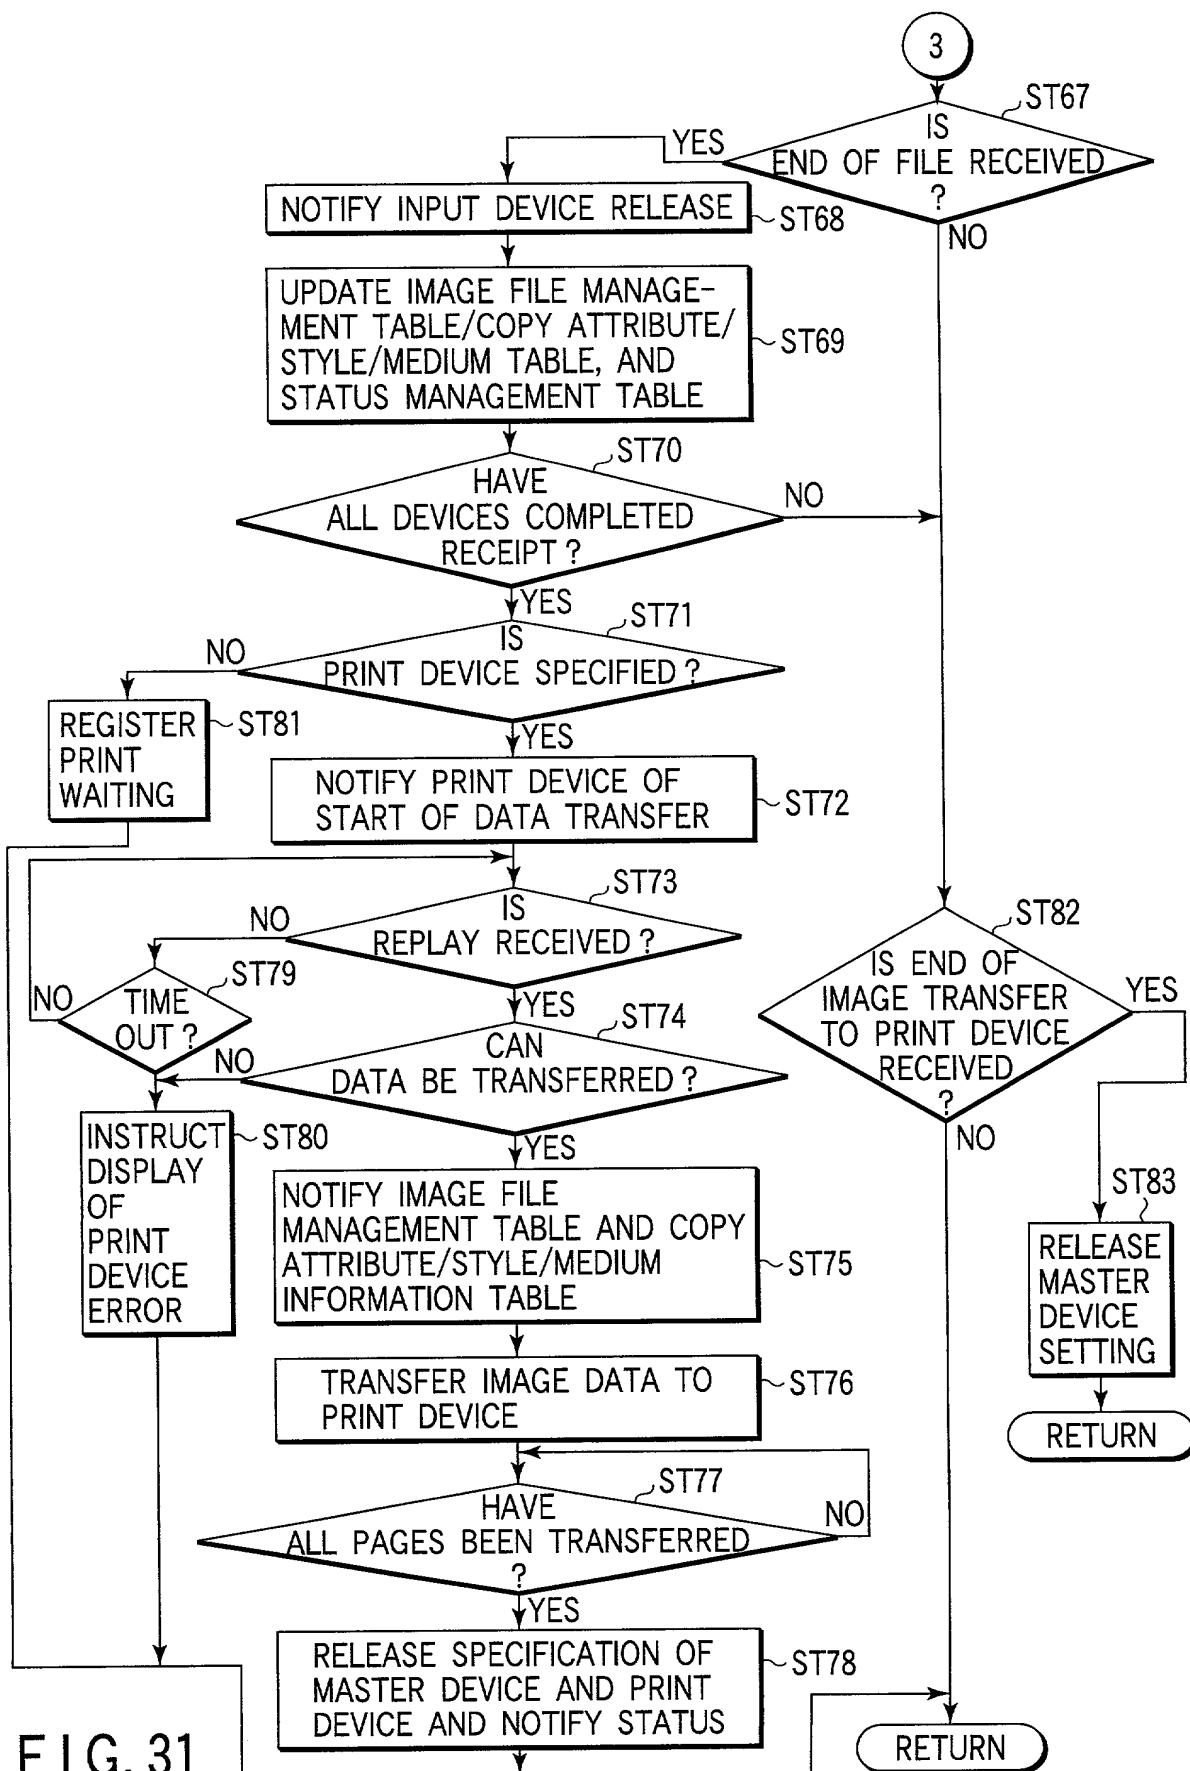 3
ST67
IS
END OF FILE RECEIVED
?
YES
NO
NOTIFY INPUT DEVICE RELEASE
ST68
UPDATE IMAGE FILE MANAGE-
MENT TABLE/COPY ATTRIBUTE/
STYLE/MEDIUM TABLE, AND
STATUS MANAGEMENT TABLE
ST69
ST70
HAVE
ALL DEVICES COMPLETED
RECEIPT ?
NO
YES
ST71
IS
PRINT DEVICE SPECIFIED ?
NO
YES
REGISTER
PRINT
WAITING
ST81
NOTIFY PRINT DEVICE OF
START OF DATA TRANSFER
ST72
ST73
IS
REPLAY RECEIVED ?
NO
YES
ST79
TIME
OUT ?
NO
ST74
CAN
DATA BE TRANSFERRED ?
NO
YES
INSTRUCT
DISPLAY
OF
PRINT
DEVICE
ERROR
ST80
NOTIFY IMAGE FILE
MANAGEMENT TABLE AND COPY
ATTRIBUTE/STYLE/MEDIUM
INFORMATION TABLE
ST75
TRANSFER IMAGE DATA TO
PRINT DEVICE
ST76
ST77
HAVE
ALL PAGES BEEN TRANSFERRED
?
NO
YES
RELEASE SPECIFICATION OF
MASTER DEVICE AND PRINT
DEVICE AND NOTIFY STATUS
ST78
ST82
IS END OF
IMAGE TRANSFER
TO PRINT DEVICE
RECEIVED
?
YES
NO
ST83
RELEASE
MASTER
DEVICE
SETTING
RETURN
RETURN
FIG. 31